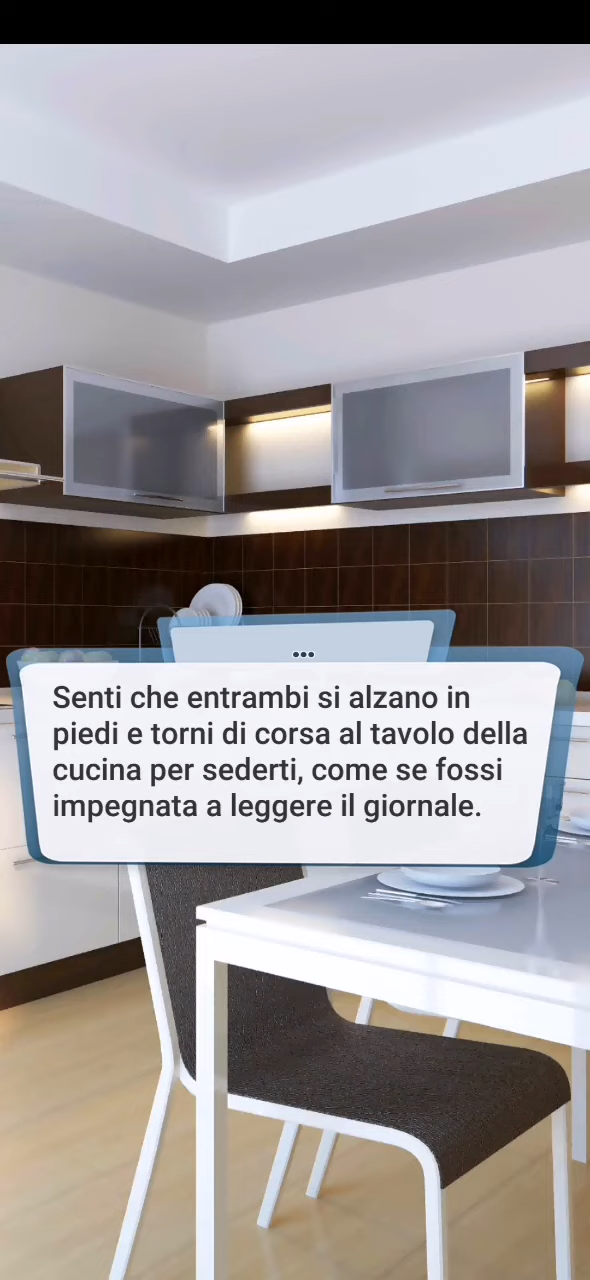 •••
Senti che entrambi si alzano in
piedi e torni di corsa al tavolo della
cucina per sederti, come se fossi
impegnata a leggere il giornale.